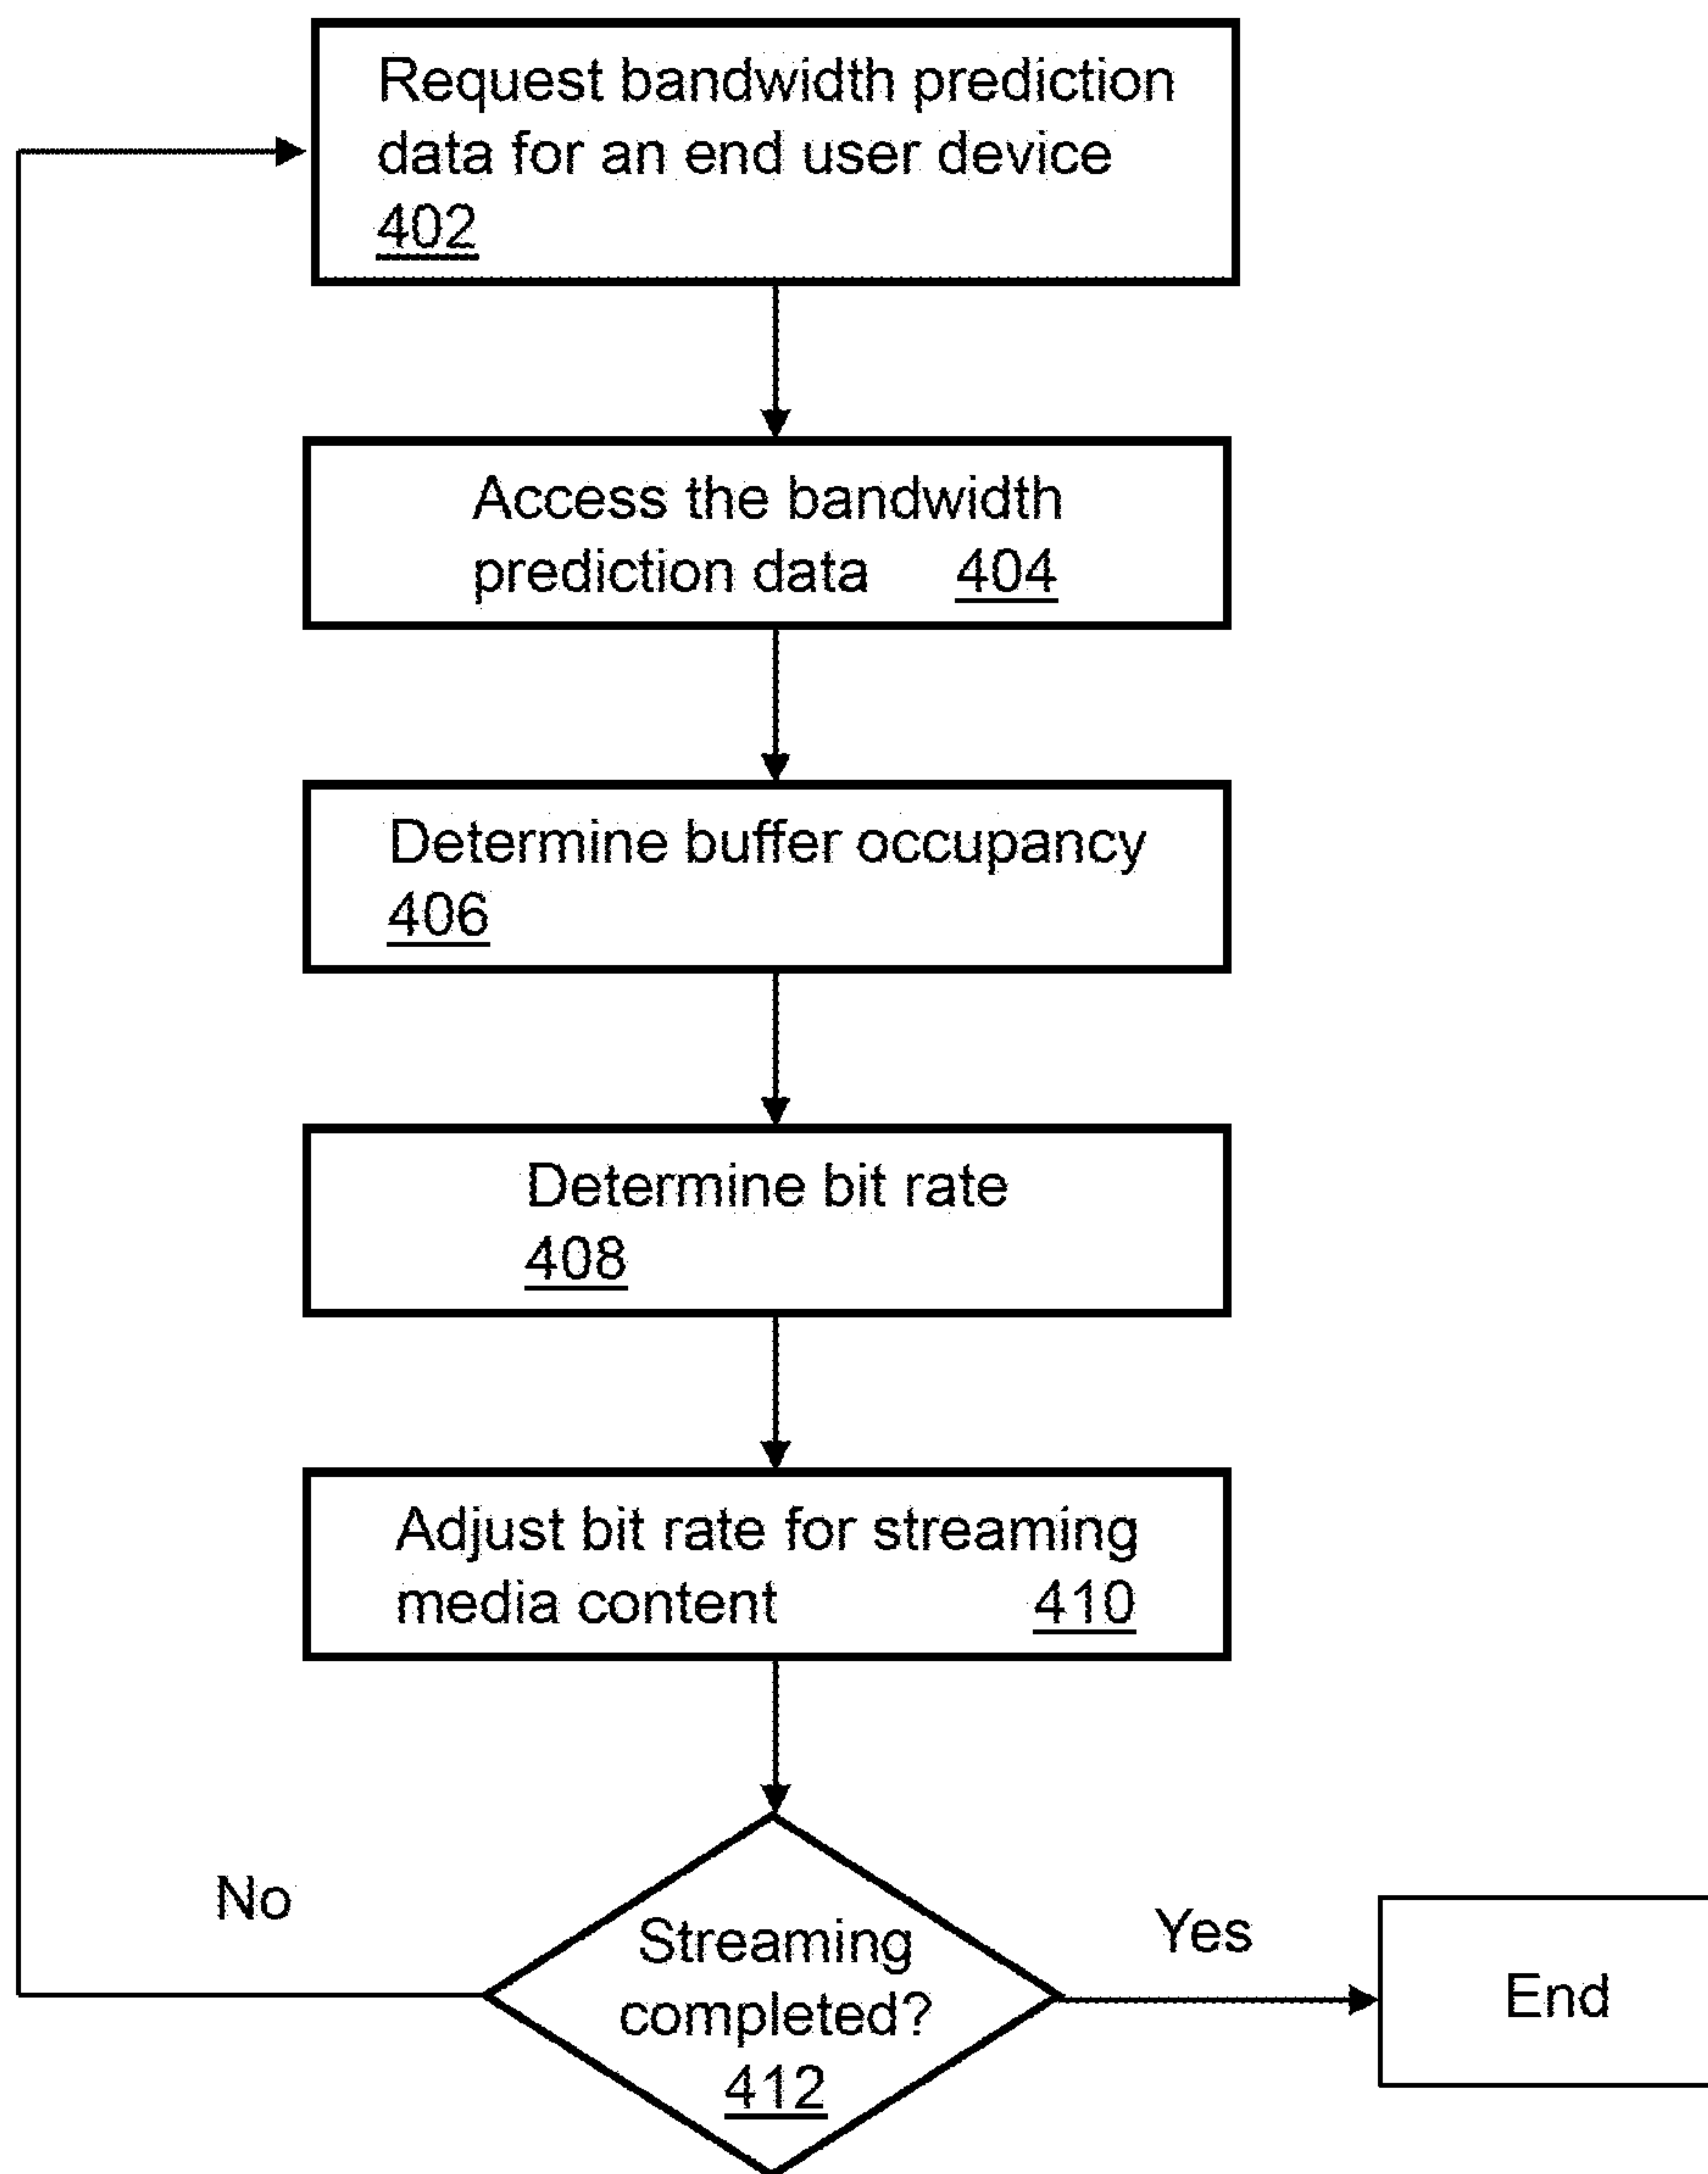 Request bandwidth prediction
data for an end user device
402
Access the bandwidth
prediction data 404
Determine buffer occupancy
406
Determine bit rate
408
Adjust bit rate for streaming
media content 410
No
Streaming
completed?
412
Yes
End